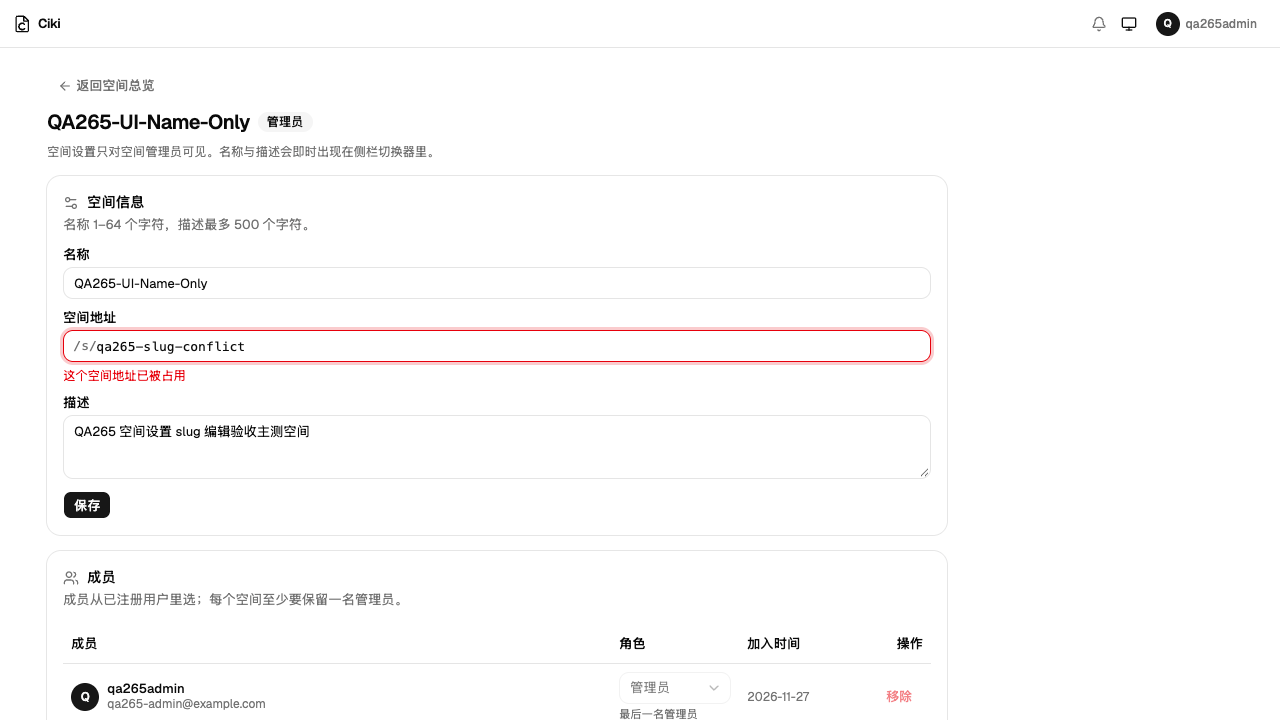 Ciki
Q qa265admin
返回空间总览
QA265-UI-Name-Only 管理员
空间设置只对空间管理员可见。名称与描述会即时出现在侧栏切换器里。
空间信息
名称 1–64 个字符，描述最多 500 个字符。
名称
QA265-UI-Name-Only
空间地址
/s/qa265-slug-conflict
这个空间地址已被占用
描述
QA265 空间设置 slug 编辑验收主测空间
保存
成员
成员从已注册用户里选；每个空间至少要保留一名管理员。
成员 角色 加入时间 操作
Q qa265admin 管理员 2026-11-27 移除
qa265-admin@example.com
最后一名管理员